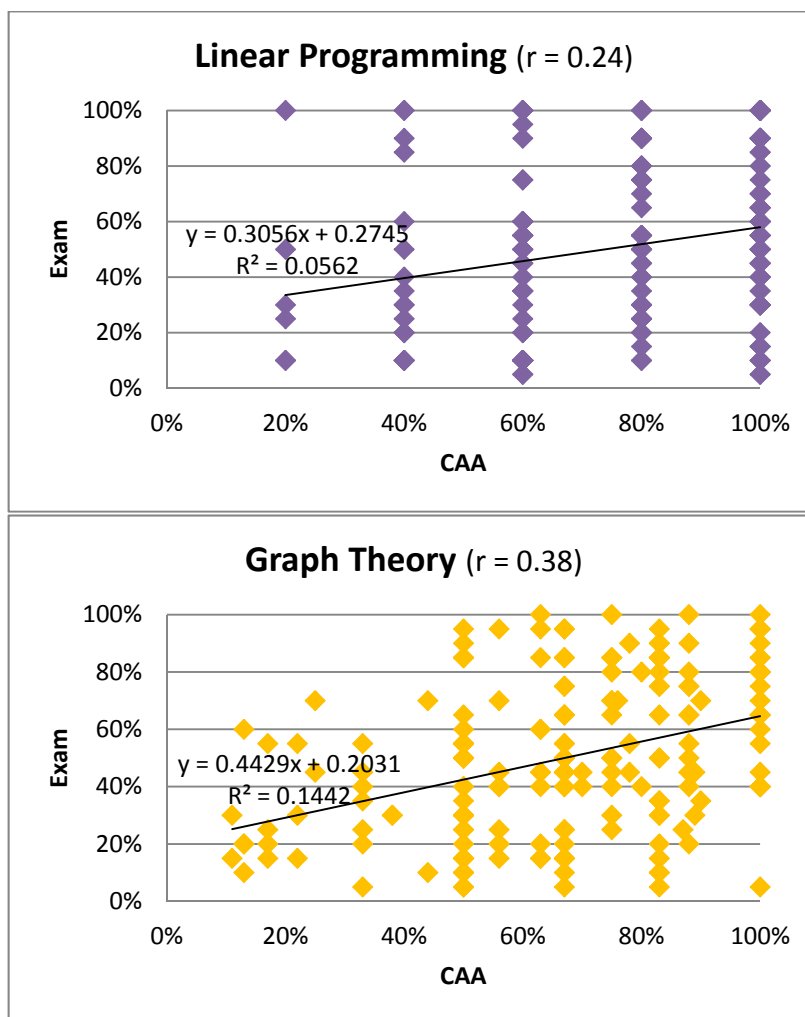 Linear Programming (r = 0.24)
100%
80%
60%
40%
20%
0%
Exam
y = 0.3056x + 0.2745
R² = 0.0562
0% 20% 40% 60% 80% 100%
CAA
Graph Theory (r = 0.38)
100%
80%
60%
40%
20%
0%
Exam
y = 0.4429x + 0.2031
R² = 0.1442
0% 20% 40% 60% 80% 100%
CAA